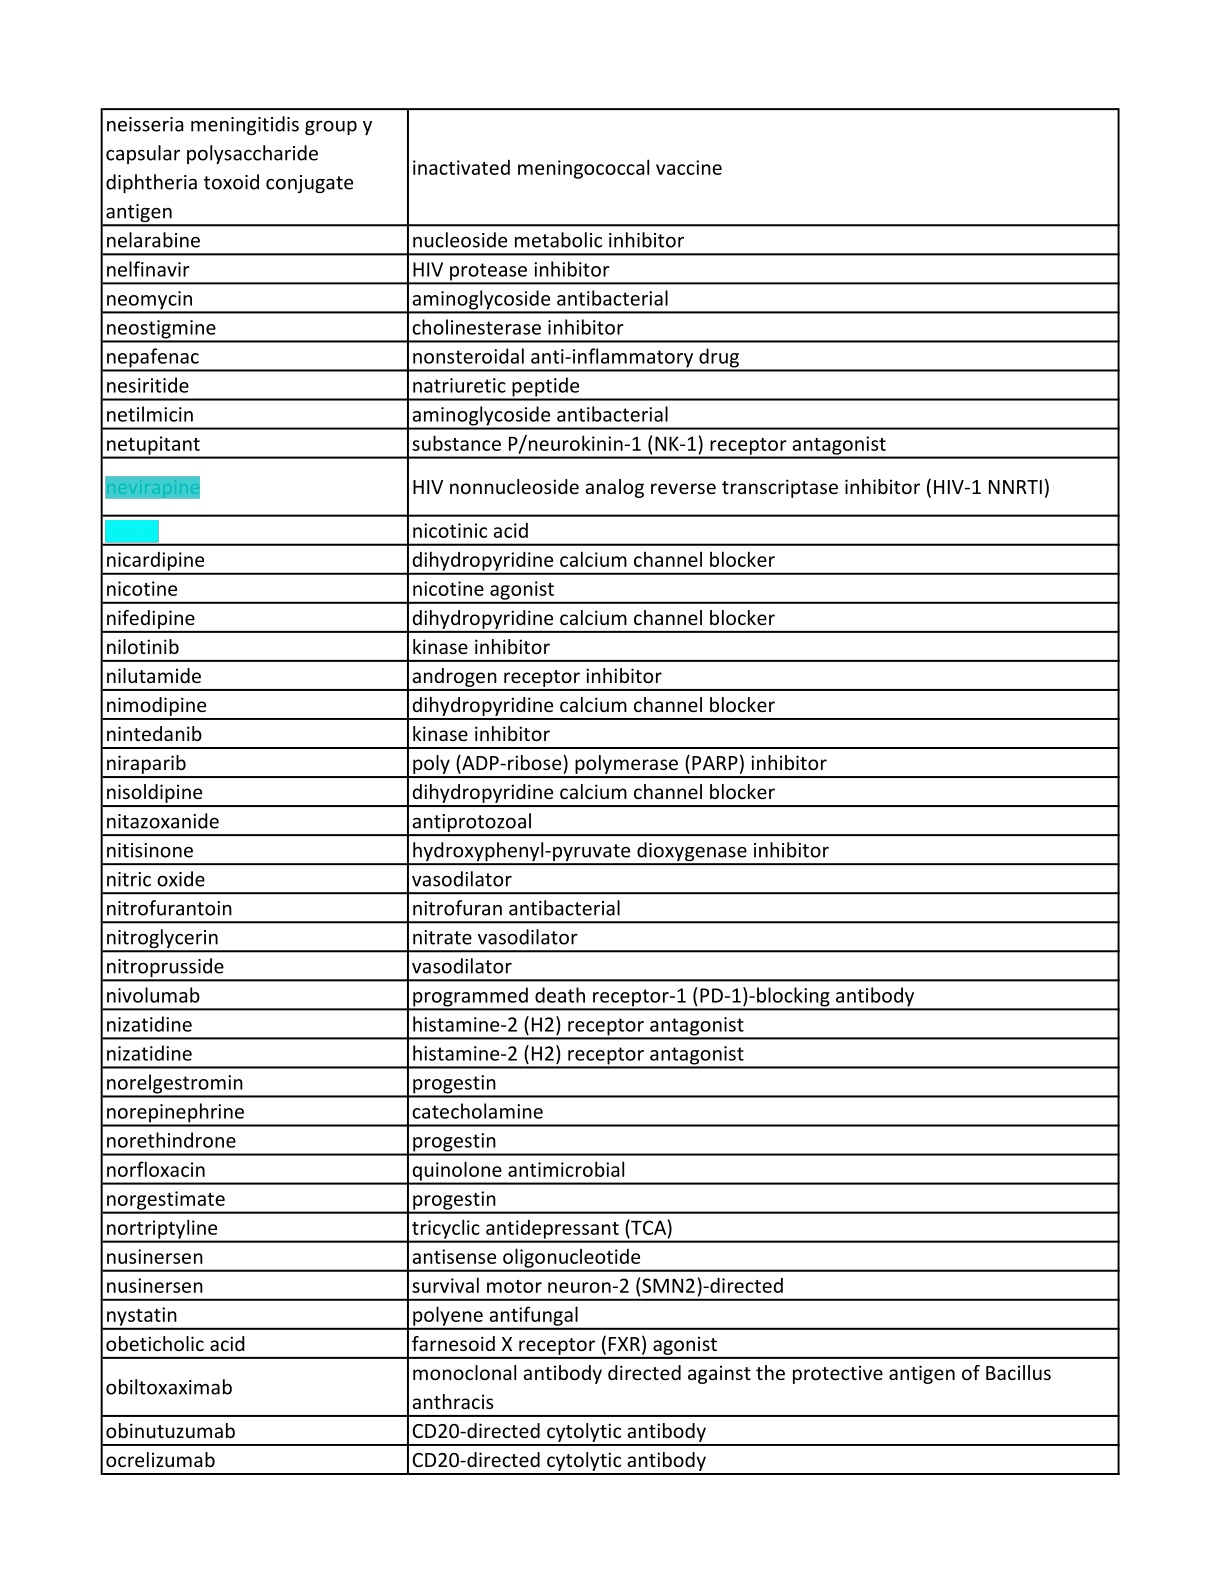 neisseria meningitidis group y
capsular polysaccharide
diphtheria toxoid conjugate
antigen
inactivated meningococcal vaccine
nelarabine nucleoside metabolic inhibitor
nelfinavir HIV protease inhibitor
neomycin aminoglycoside antibacterial
neostigmine cholinesterase inhibitor
nepafenac nonsteroidal anti-inflammatory drug
nesiritide natriuretic peptide
netilmicin aminoglycoside antibacterial
netupitant substance P/neurokinin-1 (NK-1) receptor antagonist
nevirapine HIV nonnucleoside analog reverse transcriptase inhibitor (HIV-1 NNRTI)
nicotinic acid
nicardipine dihydropyridine calcium channel blocker
nicotine nicotine agonist
nifedipine dihydropyridine calcium channel blocker
nilotinib kinase inhibitor
nilutamide androgen receptor inhibitor
nimodipine dihydropyridine calcium channel blocker
nintedanib kinase inhibitor
niraparib poly (ADP-ribose) polymerase (PARP) inhibitor
nisoldipine dihydropyridine calcium channel blocker
nitazoxanide antiprotozoal
nitisinone hydroxyphenyl-pyruvate dioxygenase inhibitor
nitric oxide vasodilator
nitrofurantoin nitrofuran antibacterial
nitroglycerin nitrate vasodilator
nitroprusside vasodilator
nivolumab programmed death receptor-1 (PD-1)-blocking antibody
nizatidine histamine-2 (H2) receptor antagonist
nizatidine histamine-2 (H2) receptor antagonist
norelgestromin progestin
norepinephrine catecholamine
norethindrone progestin
norfloxacin quinolone antimicrobial
norgestimate progestin
nortriptyline tricyclic antidepressant (TCA)
nusinersen antisense oligonucleotide
nusinersen survival motor neuron-2 (SMN2)-directed
nystatin polyene antifungal
obeticholic acid farnesoid X receptor (FXR) agonist
obiltoxaximab monoclonal antibody directed against the protective antigen of Bacillus
anthracis
obinutuzumab CD20-directed cytolytic antibody
ocrelizumab CD20-directed cytolytic antibody